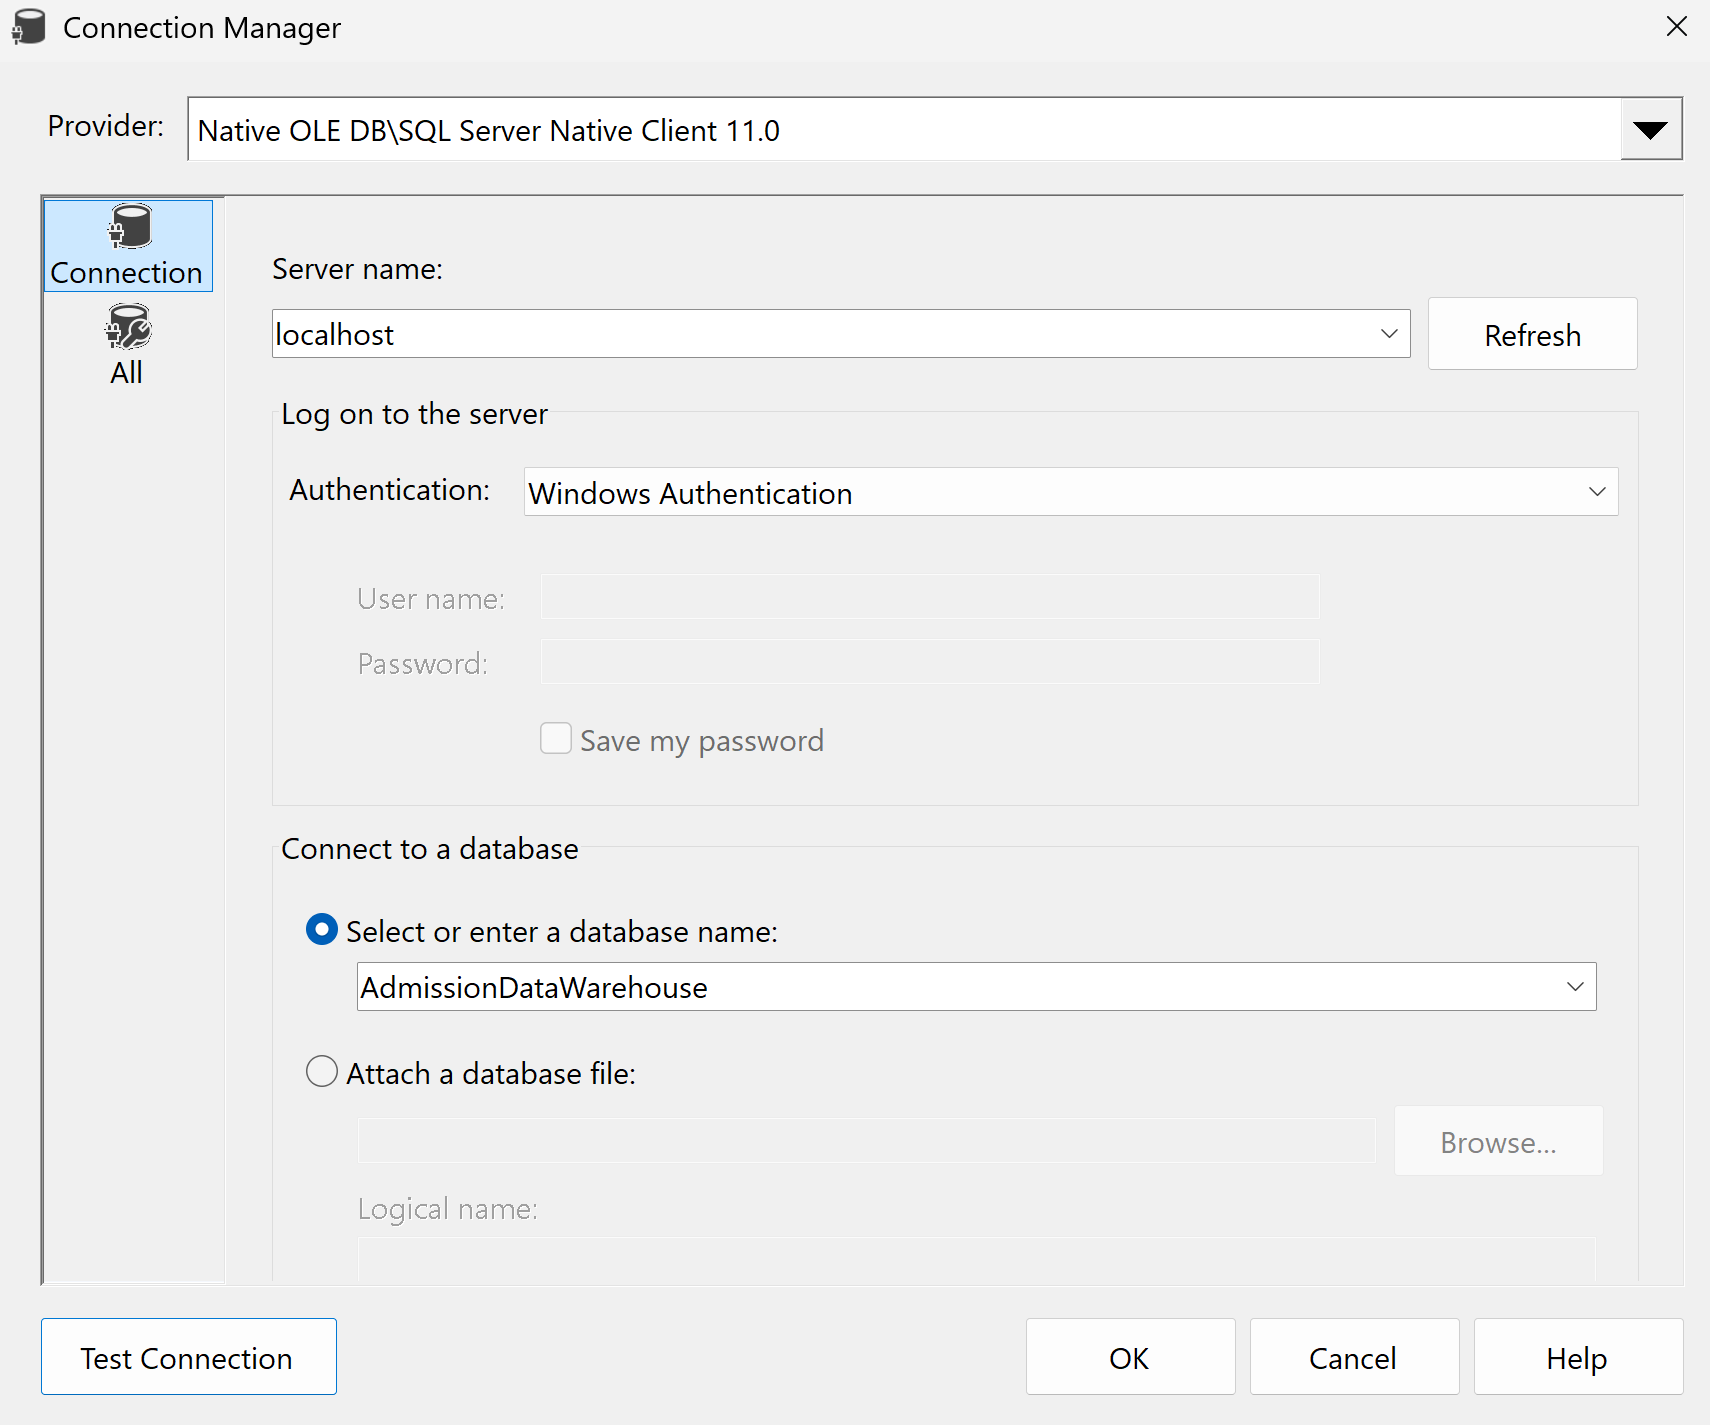 Connection Manager
Provider: Native OLE DB\SQL Server Native Client 11.0
Connection
All
Server name:
localhost
Refresh
Log on to the server
Authentication: Windows Authentication
User name:
Password:
Save my password
Connect to a database
Select or enter a database name:
AdmissionDataWarehouse
Attach a database file:
Browse...
Logical name:
Test Connection OK Cancel Help